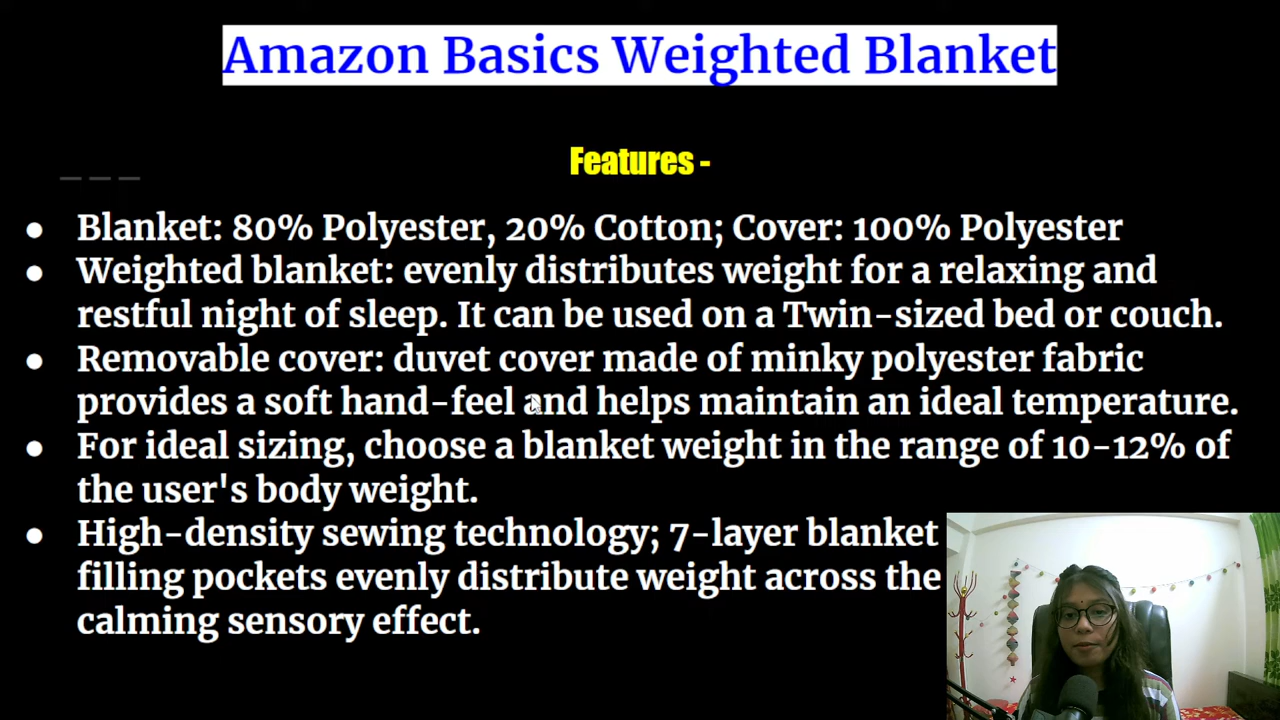 Amazon Basics Weighted Blanket
Features -
● Blanket: 80% Polyester, 20% Cotton; Cover: 100% Polyester
● Weighted blanket: evenly distributes weight for a relaxing and
restful night of sleep. It can be used on a Twin-sized bed or couch.
● Removable cover: duvet cover made of minky polyester fabric
provides a soft hand-feel and helps maintain an ideal temperature.
● For ideal sizing, choose a blanket weight in the range of 10-12% of
the user's body weight.
● High-density sewing technology; 7-layer blanket
filling pockets evenly distribute weight across the
calming sensory effect.